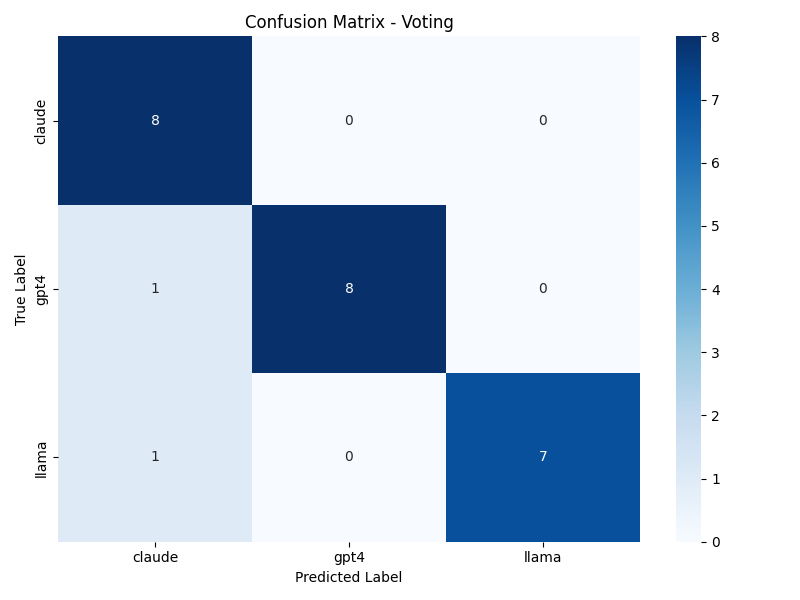 Confusion Matrix - Voting
True Label
claude
8
0
0
gpt4
1
8
0
llama
1
0
7
claude
gpt4
llama
Predicted Label
8
7
6
5
4
3
2
1
0